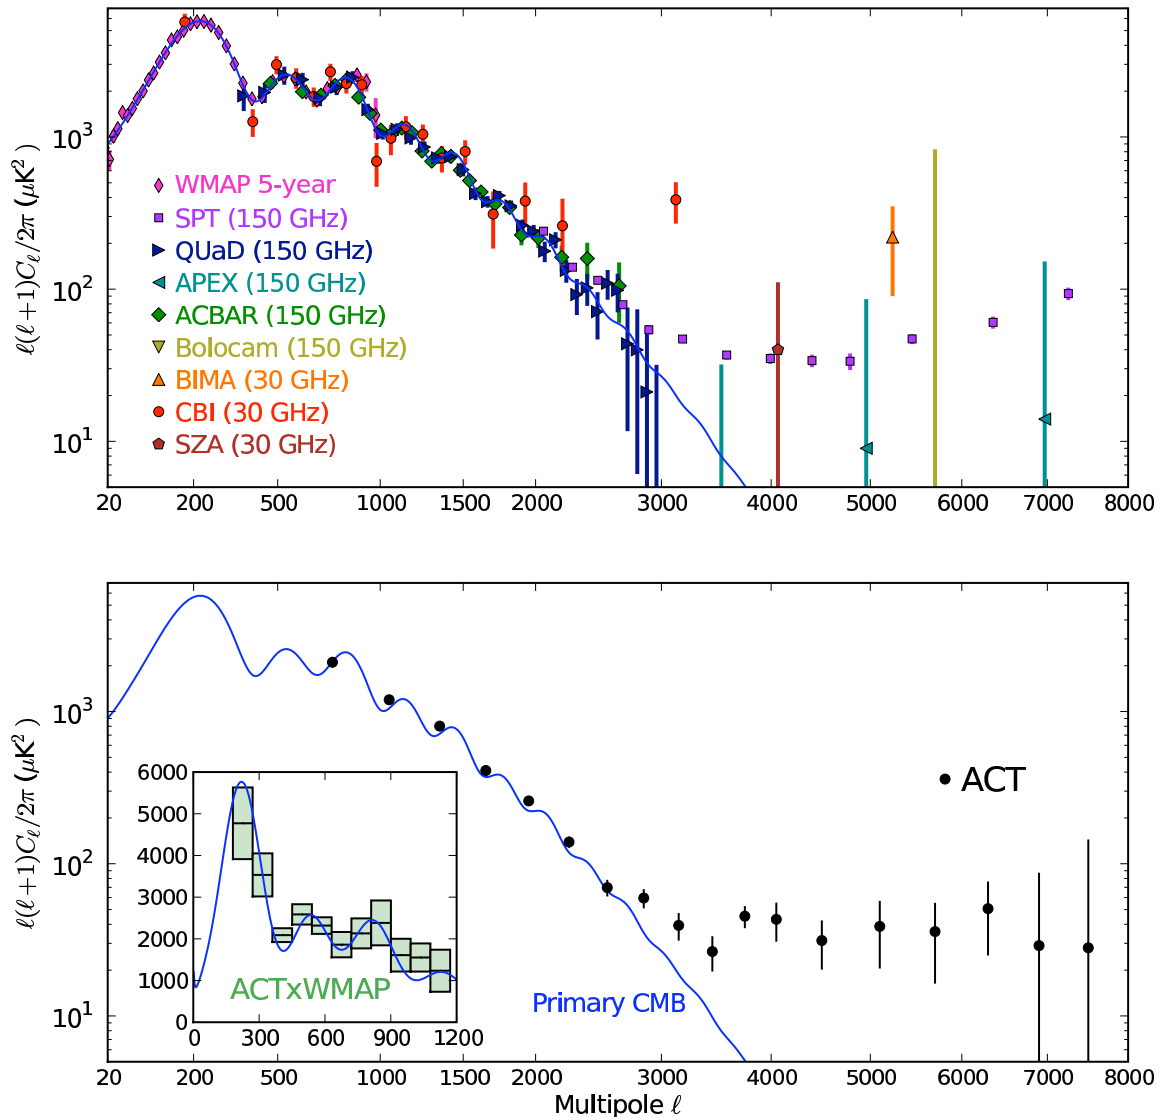 10³
10²
10¹
ℓ(ℓ+1)Cℓ/2π (μK²)
WMAP 5-year
SPT (150 GHz)
QUaD (150 GHz)
APEX (150 GHz)
ACBAR (150 GHz)
Bolocam (150 GHz)
BIMA (30 GHz)
CBI (30 GHz)
SZA (30 GHz)
20 200 500 1000 1500 2000 3000 4000 5000 6000 7000 8000
10³
10²
10¹
ℓ(ℓ+1)Cℓ/2π (μK²)
ACT
6000
5000
4000
3000
2000
1000
0
ACTxWMAP
0 300 600 900 1200
Primary CMB
20 200 500 1000 1500 2000 3000 4000 5000 6000 7000 8000
Multipole ℓ